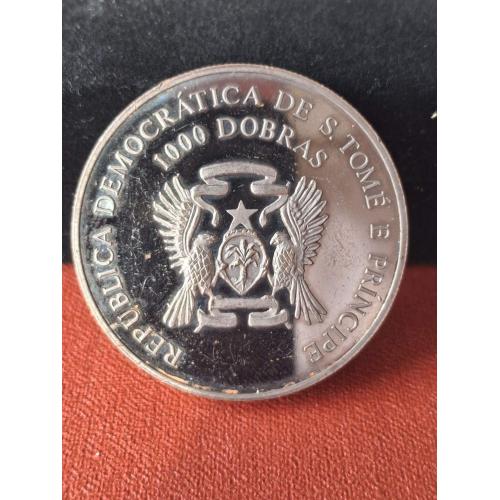 REPÚBLICA DEMOCRÁTICA DE S. TOMÉ E PRÍNCIPE
1000 DOBRAS